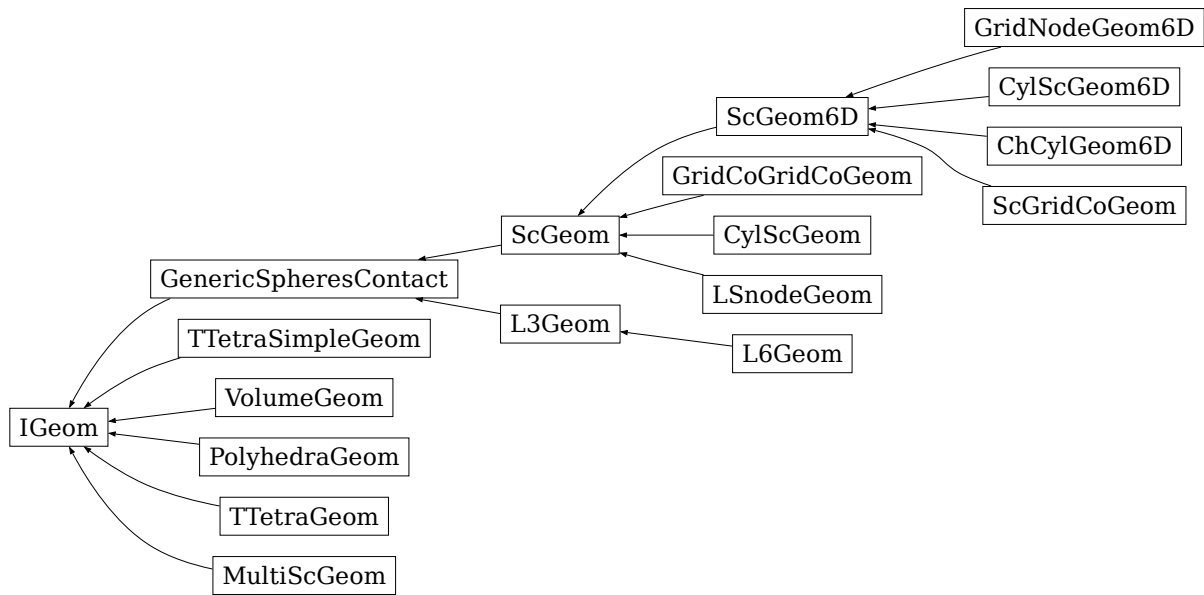 GridNodeGeom6D
CylScGeom6D
ScGeom6D
ChCylGeom6D
GridCoGridCoGeom
ScGridCoGeom
ScGeom
CylScGeom
GenericSpheresContact
LSnodeGeom
L3Geom
TTetraSimpleGeom
L6Geom
VolumeGeom
IGeom
PolyhedraGeom
TTetraGeom
MultiScGeom